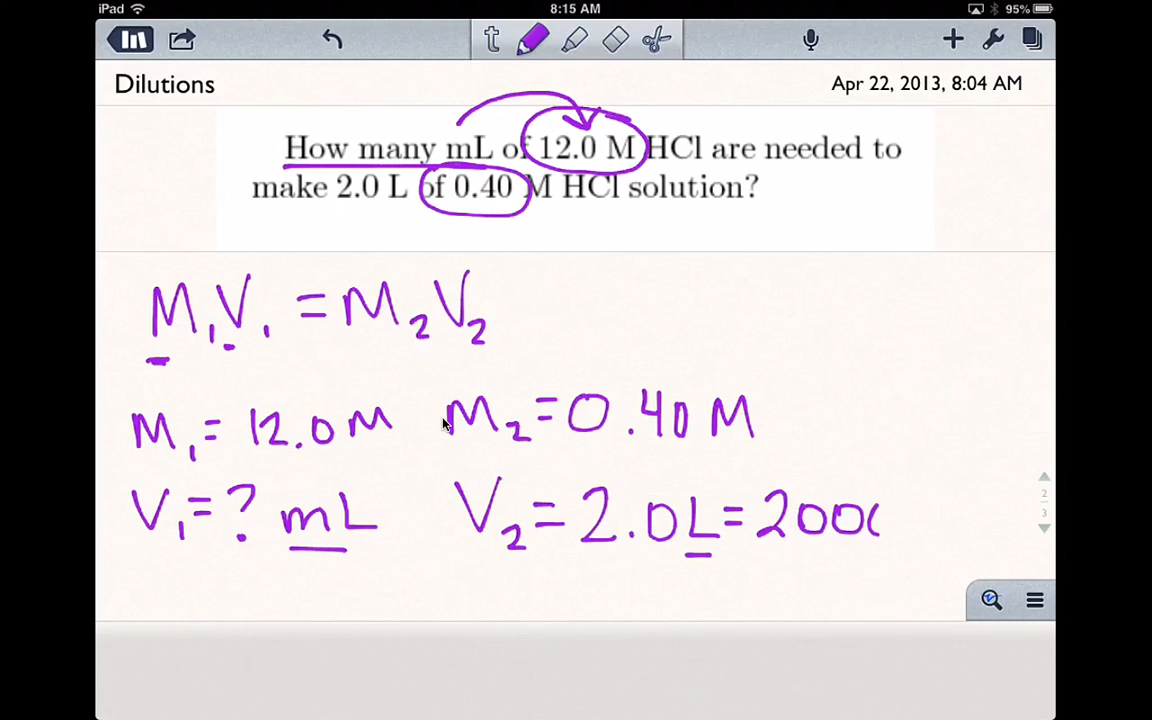 iPad 8:15 AM 95%
t
Dilutions Apr 22, 2013, 8:04 AM
How many mL of 12.0 M HCl are needed to
make 2.0 L of 0.40 M HCl solution?
M₁V₁ = M₂V₂
M₁ = 12.0 M M₂ = 0.40 M
V₁ = ? mL V₂ = 2.0 L = 200
2
3